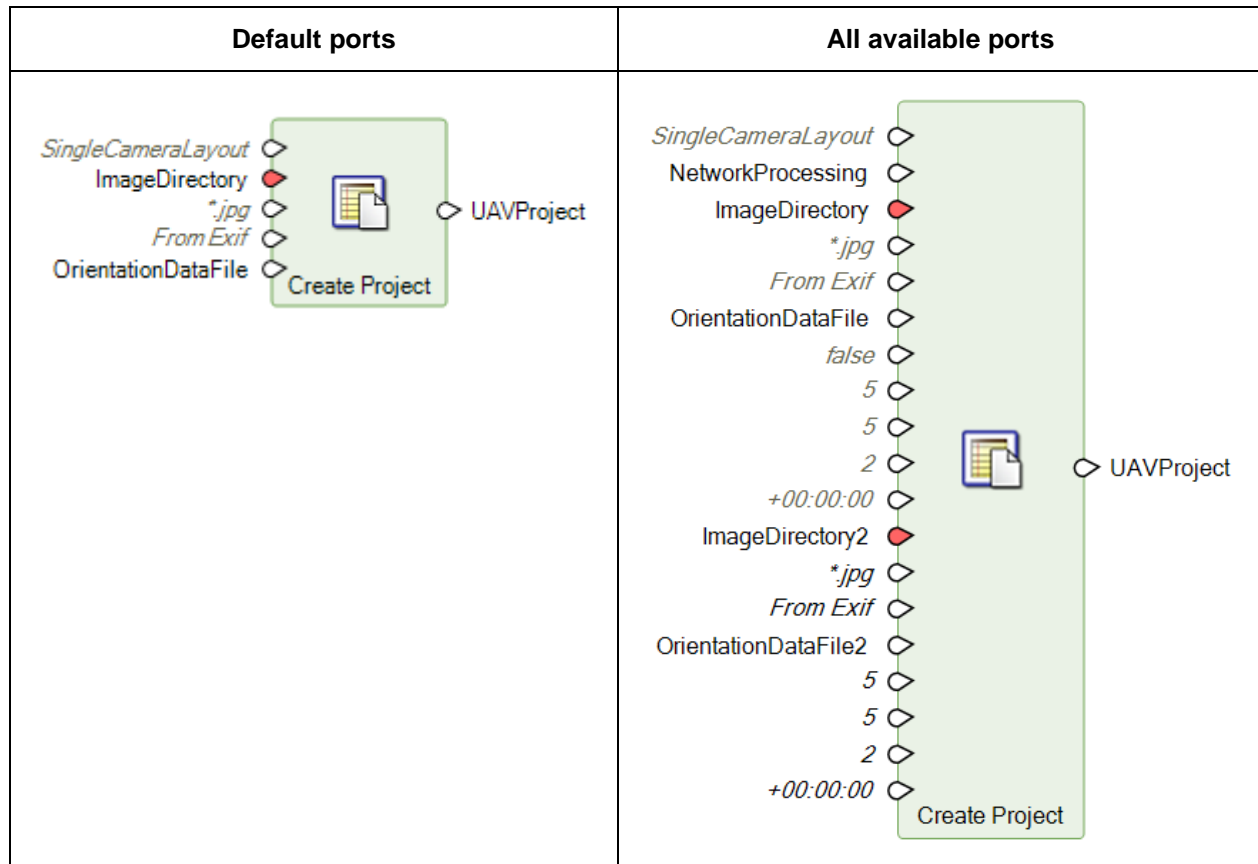 Default ports
All available ports
SingleCameraLayout
ImageDirectory
*.jpg
From Exif
OrientationDataFile
UAVProject
Create Project
SingleCameraLayout
NetworkProcessing
ImageDirectory
*.jpg
From Exif
OrientationDataFile
false
5
5
2
+00:00:00
ImageDirectory2
*.jpg
From Exif
OrientationDataFile2
5
5
2
+00:00:00
UAVProject
Create Project